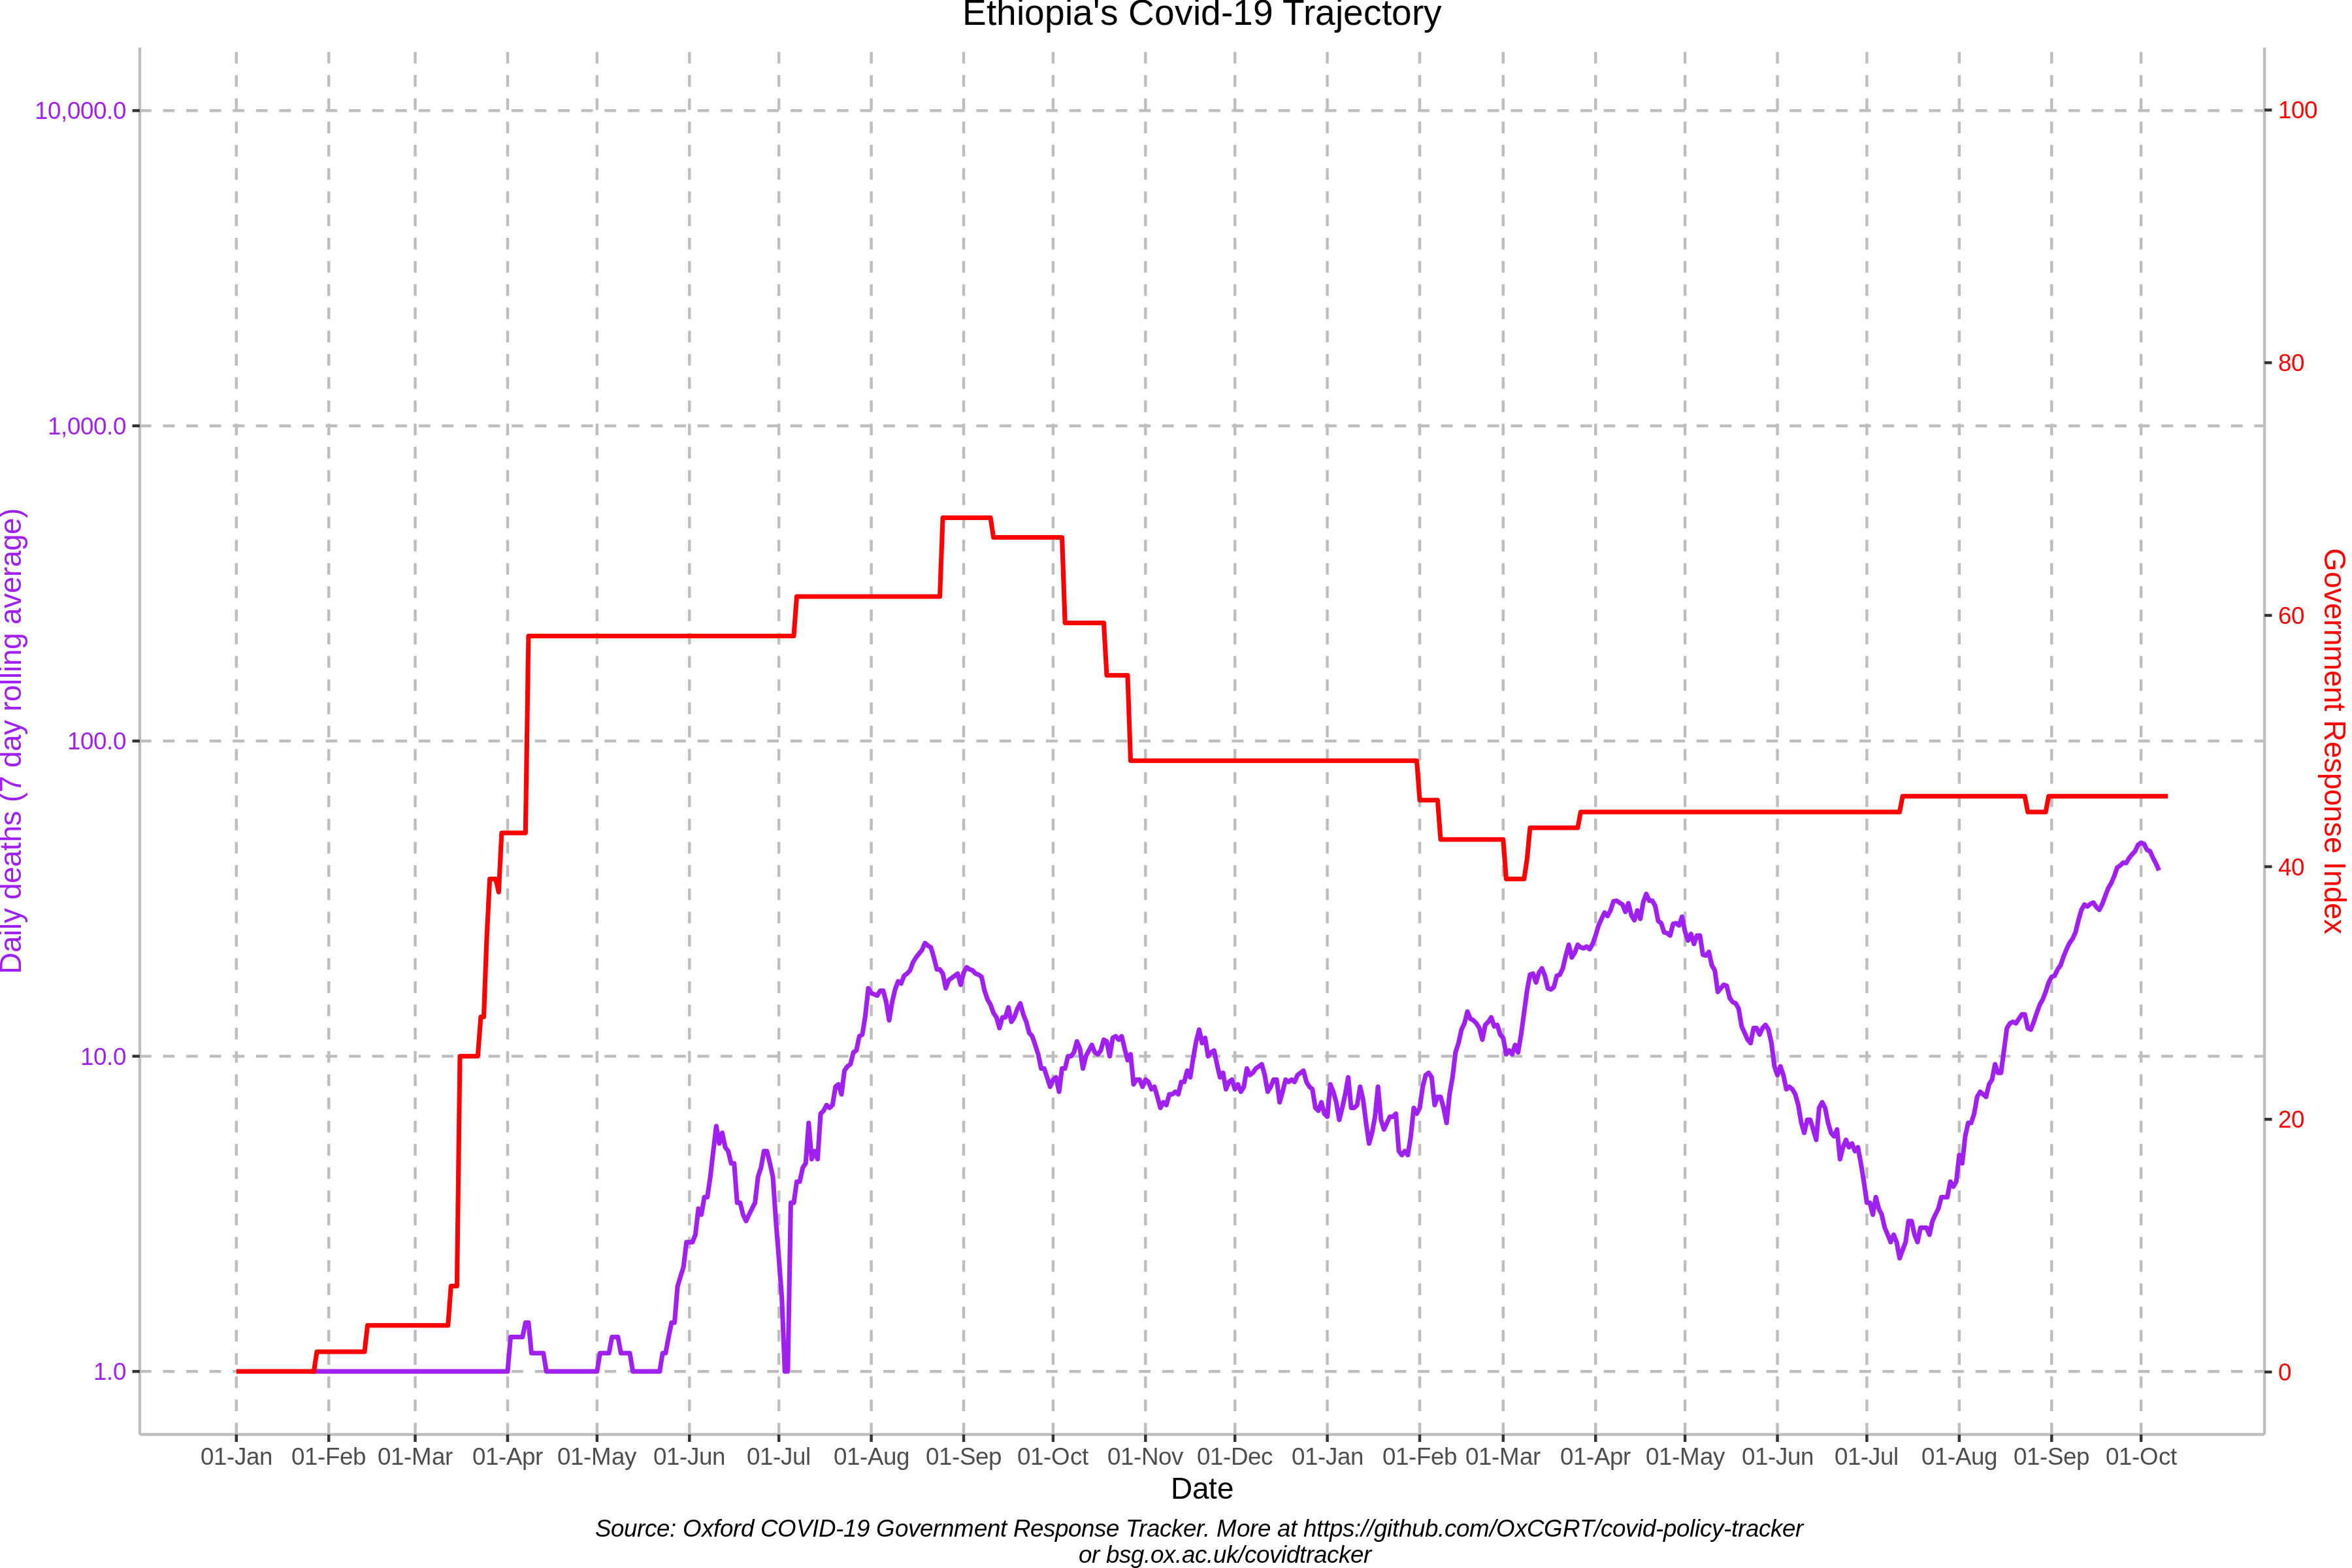 Ethiopia's Covid-19 Trajectory
10,000.0
1,000.0
100.0
10.0
1.0
Daily deaths (7 day rolling average)
100
80
60
40
20
0
Government Response Index
01-Jan 01-Feb 01-Mar 01-Apr 01-May 01-Jun 01-Jul 01-Aug 01-Sep 01-Oct 01-Nov 01-Dec 01-Jan 01-Feb 01-Mar 01-Apr 01-May 01-Jun 01-Jul 01-Aug 01-Sep 01-Oct
Date
Source: Oxford COVID-19 Government Response Tracker. More at https://github.com/OxCGRT/covid-policy-tracker
or bsg.ox.ac.uk/covidtracker